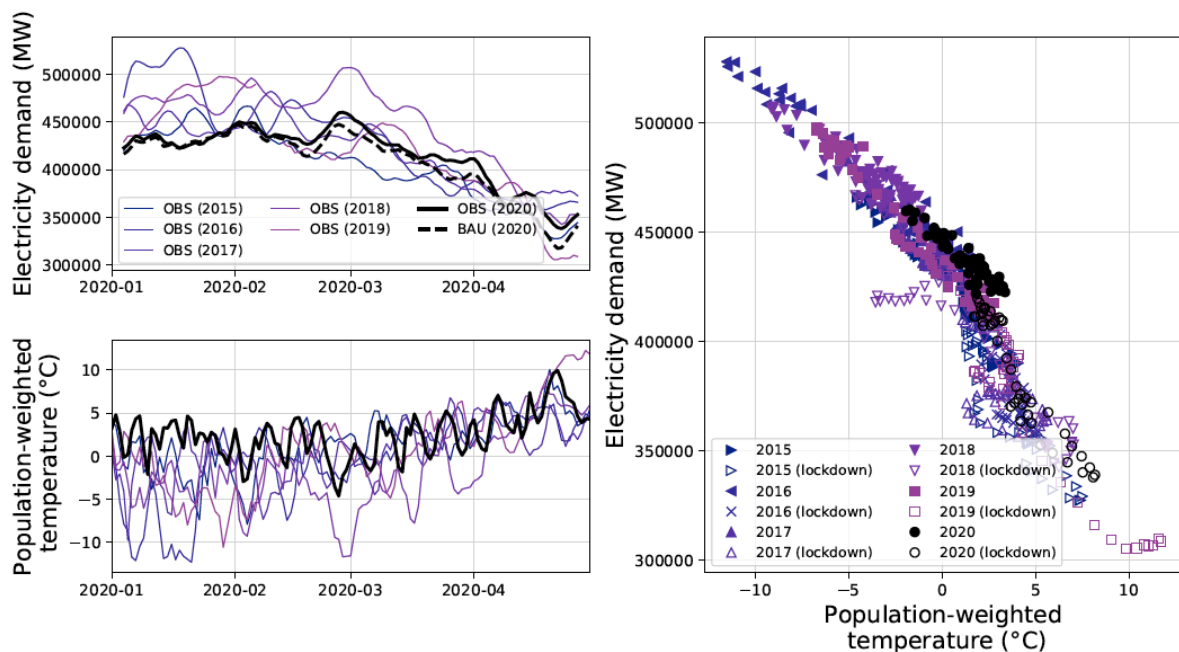 Electricity demand (MW)
500000
450000
400000
350000
300000
OBS (2015)
OBS (2016)
OBS (2017)
OBS (2018)
OBS (2019)
OBS (2020)
BAU (2020)
2020-01
2020-02
2020-03
2020-04
Population-weighted
temperature (°C)
10
5
0
−5
−10
2020-01
2020-02
2020-03
2020-04
Electricity demand (MW)
500000
450000
400000
350000
300000
2015
2015 (lockdown)
2016
2016 (lockdown)
2017
2017 (lockdown)
2018
2018 (lockdown)
2019
2019 (lockdown)
2020
2020 (lockdown)
−10
−5
0
5
10
Population-weighted
temperature (°C)